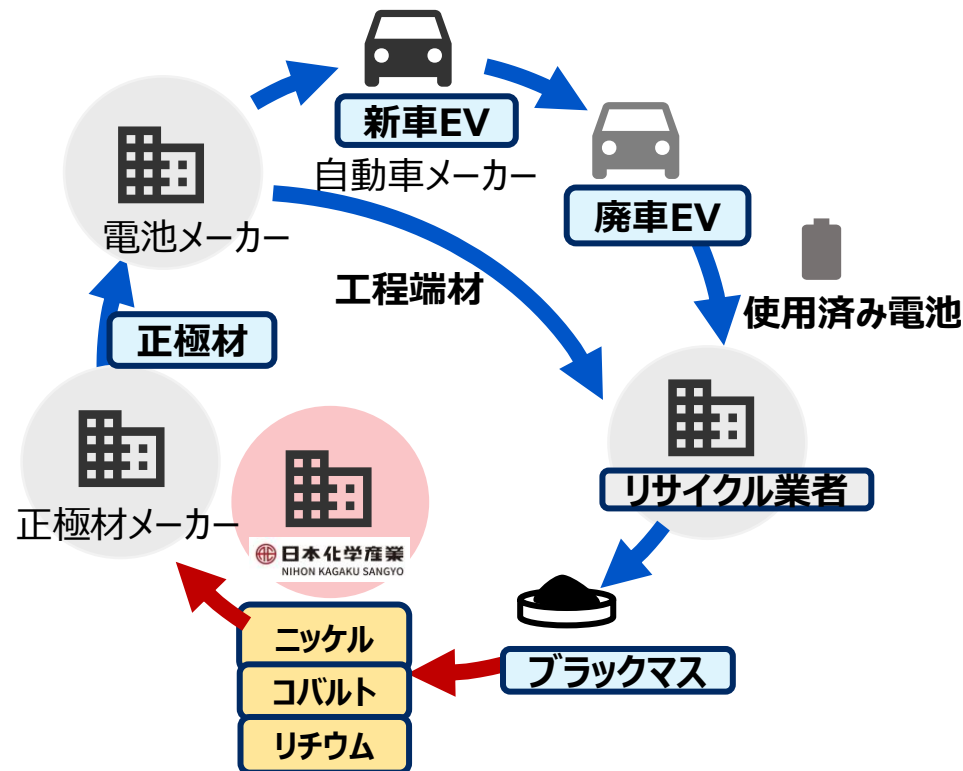 新車EV
自動車メーカー
廃車EV
電池メーカー
工程端材
使用済み電池
正極材
リサイクル業者
正極材メーカー
日本化学産業
NIHON KAGAKU SANGYO
ニッケル
コバルト
リチウム
ブラックマス